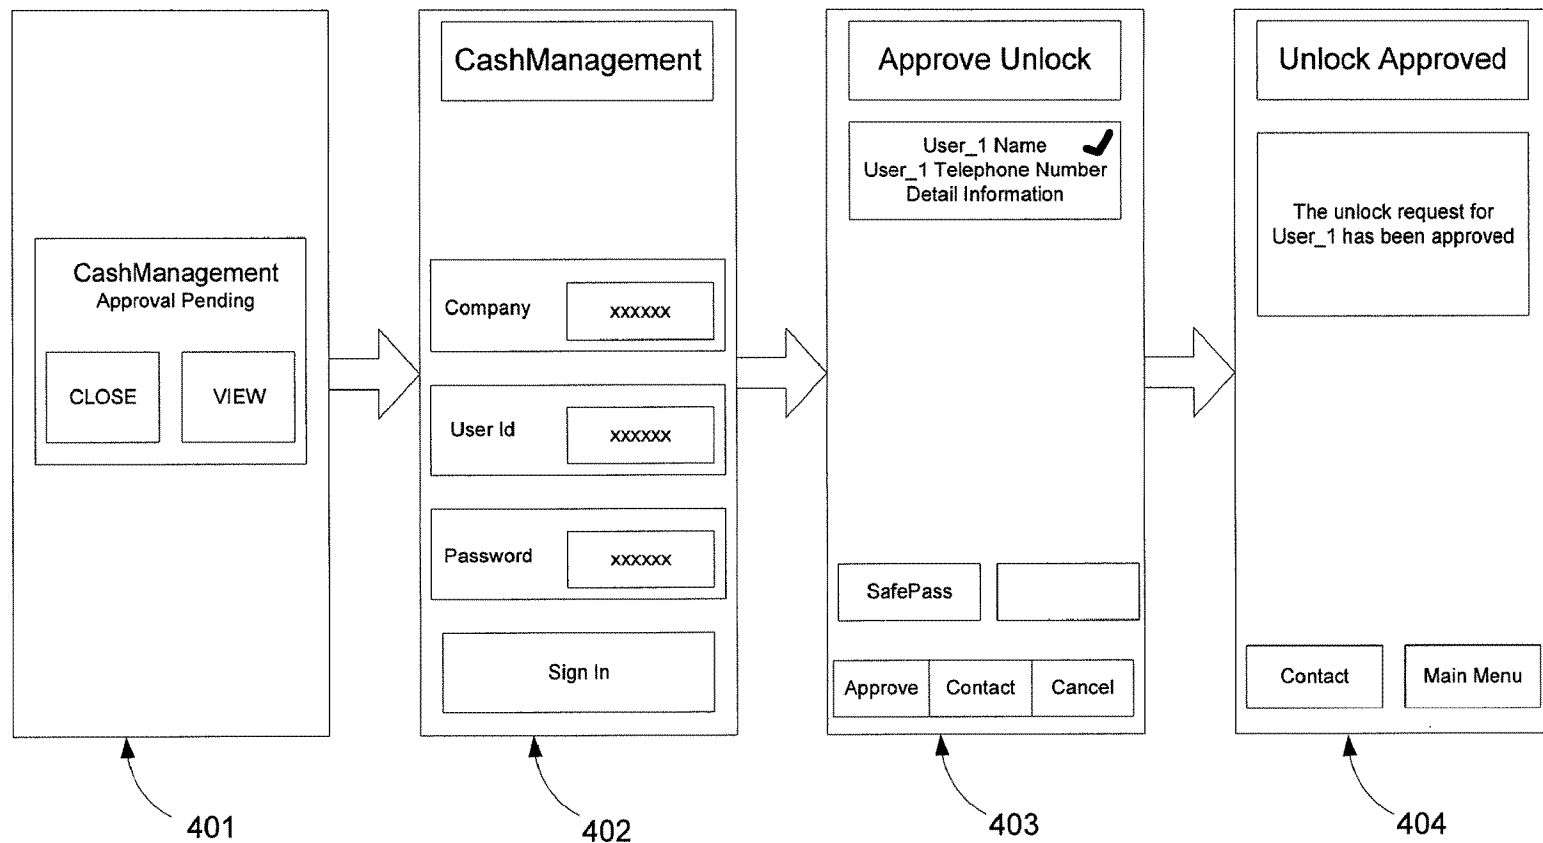 CashManagement
Approval Pending
CLOSE
VIEW
401
CashManagement
Company
xxxxxx
User Id
xxxxxx
Password
xxxxxx
Sign In
402
Approve Unlock
User_1 Name
User_1 Telephone Number
Detail Information
SafePass
Approve
Contact
Cancel
403
Unlock Approved
The unlock request for
User_1 has been approved
Contact
Main Menu
404